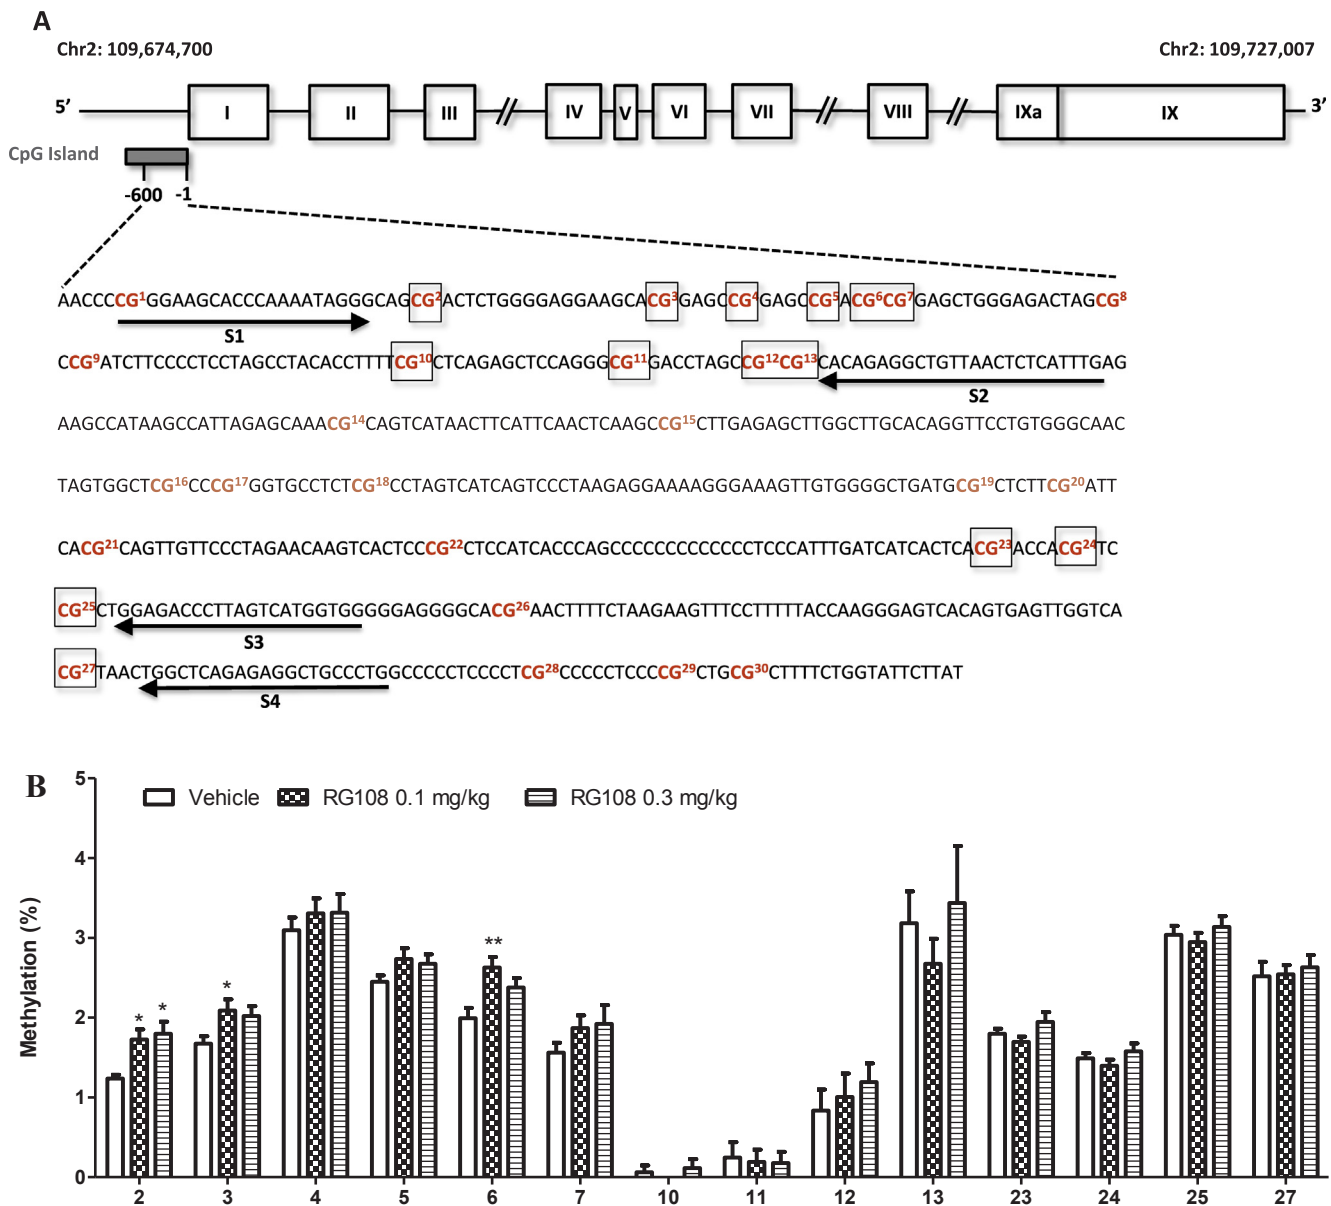 A
Chr2: 109,674,700 Chr2: 109,727,007
5’ I II III IV V VI VII VIII IXa IX 3’
CpG Island
-600 -1
AACCCCG¹GGAAGCACCCAAAATAGGGCAGCG²ACTCTGGGGAGGAAGCACG³GAGCCG⁴GAGCCG⁵ACG⁶CG⁷GAGCTGGGAGACTAGCG⁸
S1
CCG⁹ATCTTCCCCTCCTAGCCTACACCTTTTCG¹⁰CTCAGAGCTCCAGGGCG¹¹GACCTAGCCG¹²CG¹³CACAGAGGCTGTTAACTCTCATTTGAG
S2
AAGCCATAAGCCATTAGAGCAAACG¹⁴CAGTCATAACTTCATTCAACTCAAGCCG¹⁵CTTGAGAGCTTGGCTTGCACAGGTTCCTGTGGGCAAC
TAGTGGCTCG¹⁶CCCG¹⁷GGTGCCTCTCG¹⁸CCTAGTCATCAGTCCCTAAGAGGAAAAGGGAAAGTTGTGGGGCTGATGCG¹⁹CTCTTCG²⁰ATT
CACG²¹CAGTTGTTCCCTAGAACAAGTCACTCCCG²²CTCCATCACCCAGCCCCCCCCCCCCCTCCCATTTGATCATCACTCACG²³ACCACG²⁴TC
CG²⁵CTGGAGACCCTTAGTCATGGTGGGGGAGGGGCACG²⁶AACTTTTCTAAGAAGTTTCCTTTTTACCAAGGGAGTCACAGTGAGTTGGTCA
S3
CG²⁷TAACTGGCTCAGAGAGGCTGCCCTGGCCCCCTCCCCTCG²⁸CCCCCTCCCCG²⁹CTGCG³⁰CTTTTCTGGTATTCTTAT
S4
B
Vehicle RG108 0.1 mg/kg RG108 0.3 mg/kg
Methylation (%)
5
4
3
2
1
0
* * * **
2 3 4 5 6 7 10 11 12 13 23 24 25 27